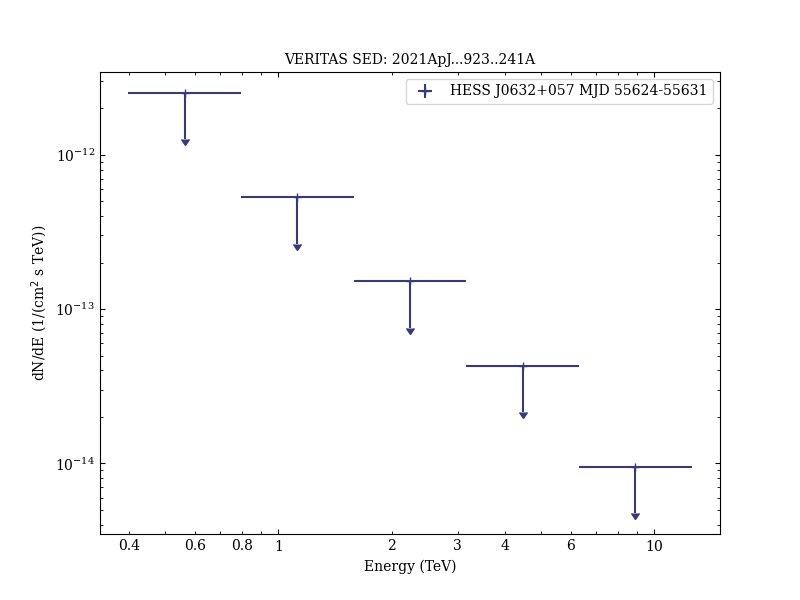 VERITAS SED: 2021ApJ...923..241A
HESS J0632+057 MJD 55624-55631
dN/dE (1/(cm² s TeV))
10⁻¹²
10⁻¹³
10⁻¹⁴
0.4 0.6 0.8 1 2 3 4 6 10
Energy (TeV)